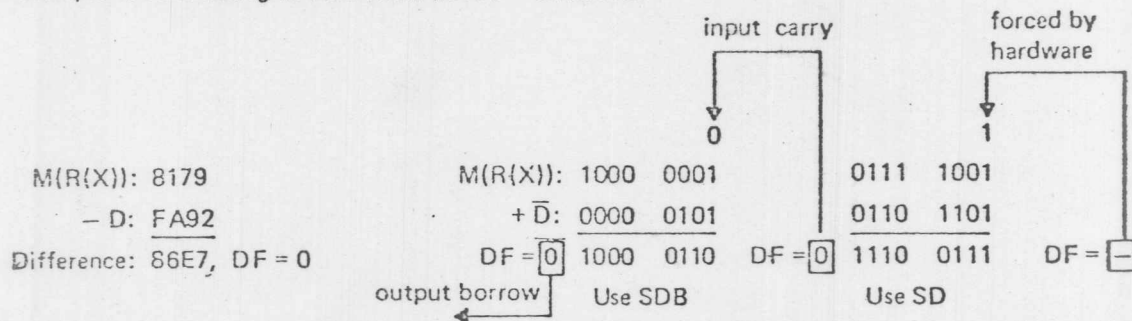 input carry
forced by
hardware
0 1
M(R(X)): 8179 M(R(X)): 1000 0001 0111 1001
− D: FA92 + D̅: 0000 0101 0110 1101
Difference: 86E7, DF = 0 DF = 0 1000 0110 DF = 0 1110 0111 DF = −
output borrow Use SDB Use SD